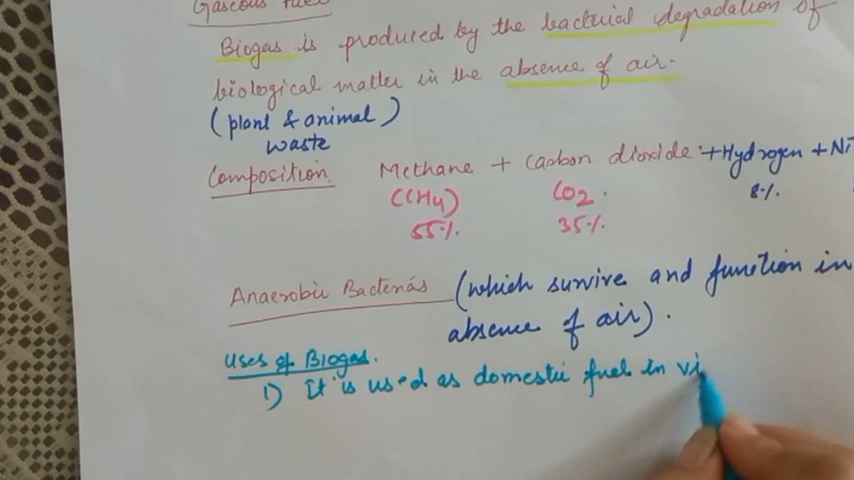 Gaseous Fuel
Biogas is produced by the bacterial degradation of
biological matter in the absence of air.
(plant & animal)
waste
Composition. Methane + Carbon dioxide + Hydrogen + Nit
(CH4) CO2. 8%.
55%. 35%.
Anaerobic Bacterias (which survive and function in
absence of air).
Uses of Biogas.
1) It is used as domestic fuel in vi